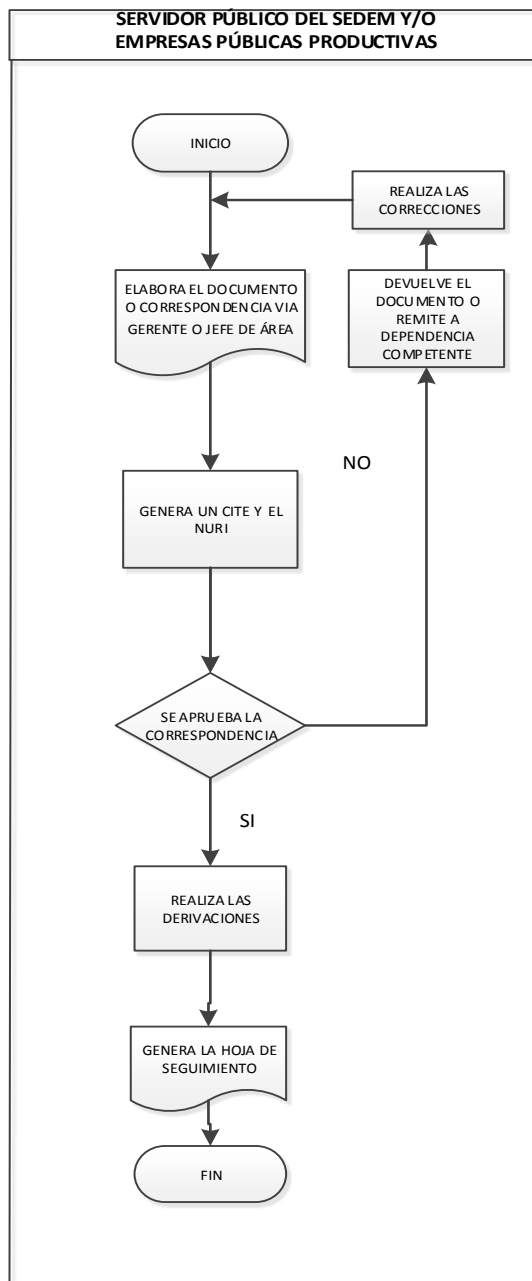 SERVIDOR PÚBLICO DEL SEDEM Y/O
EMPRESAS PÚBLICAS PRODUCTIVAS
INICIO
REALIZA LAS
CORRECCIONES
ELABORA EL DOCUMENTO
O CORRESPONDENCIA VIA
GERENTE O JEFE DE ÁREA
DEVUELVE EL
DOCUMENTO O
REMITE A
DEPENDENCIA
COMPETENTE
NO
GENERA UN CITE Y EL
NURI
SE APRUEBA LA
CORRESPONDENCIA
SI
REALIZA LAS
DERIVACIONES
GENERA LA HOJA DE
SEGUIMIENTO
FIN